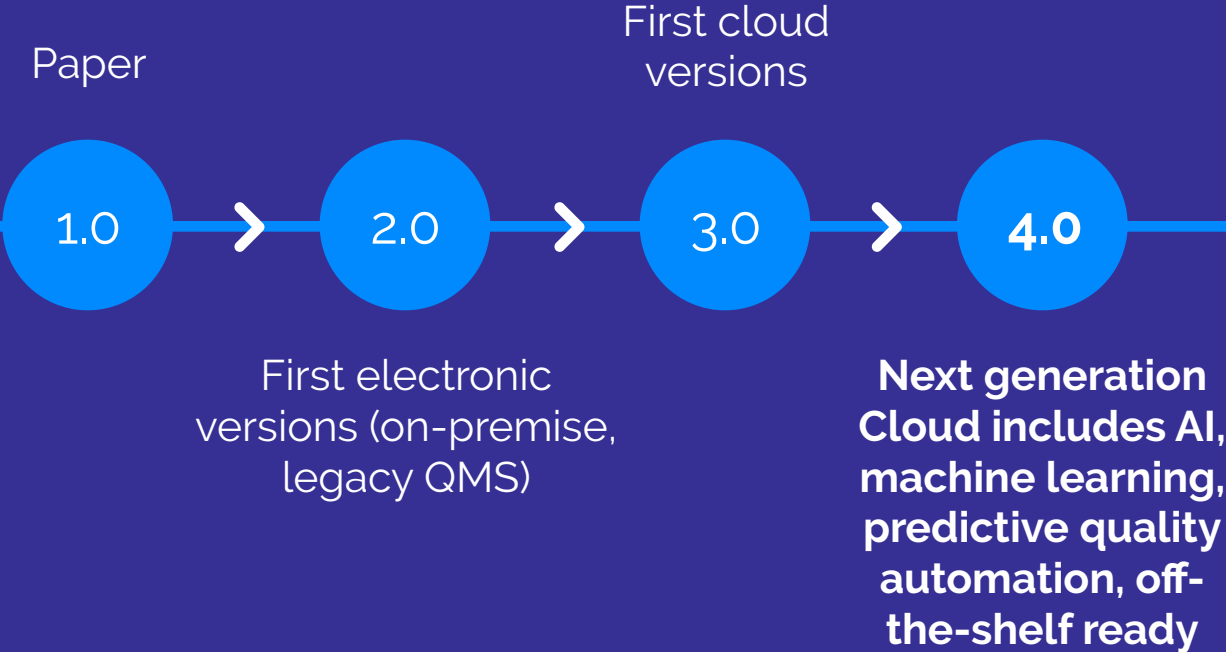 Paper
First cloud
versions
1.0
2.0
3.0
4.0
First electronic
versions (on-premise,
legacy QMS)
Next generation
Cloud includes AI,
machine learning,
predictive quality
automation, off-
the-shelf ready